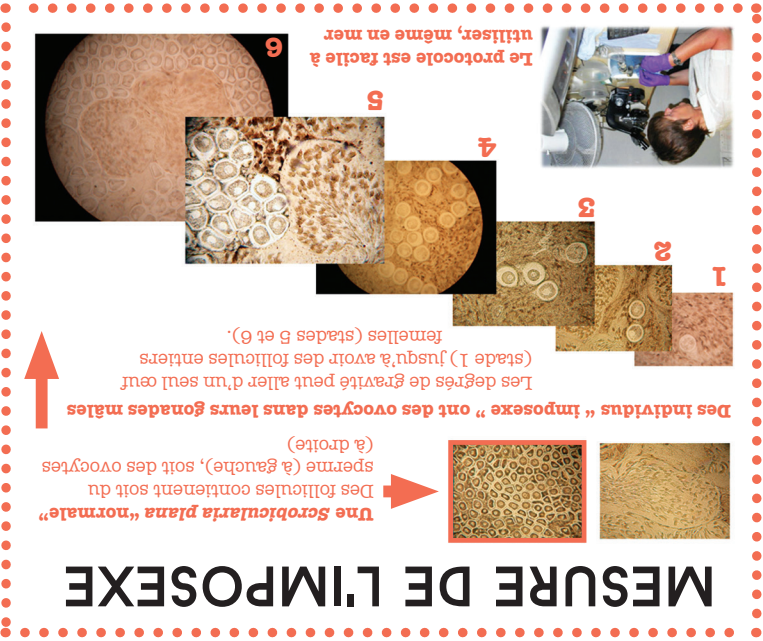 MESURE DE L'IMPOSEXE
Une Scrobicularia plana "normale"
Des follicules contienent soit du
sperme (à gauche), soit des ovocytes
(à droite)
Des individus “ imposexe ” ont des ovocytes dans leurs gonades mâles
Les degrés de gravité peut aller d'un seul œuf
(stade 1) jusqu'à avoir des follicules entiers
femelles (stades 5 et 6).
1
2
3
4
5
6
Le protocole est facile à
utiliser, même en mer